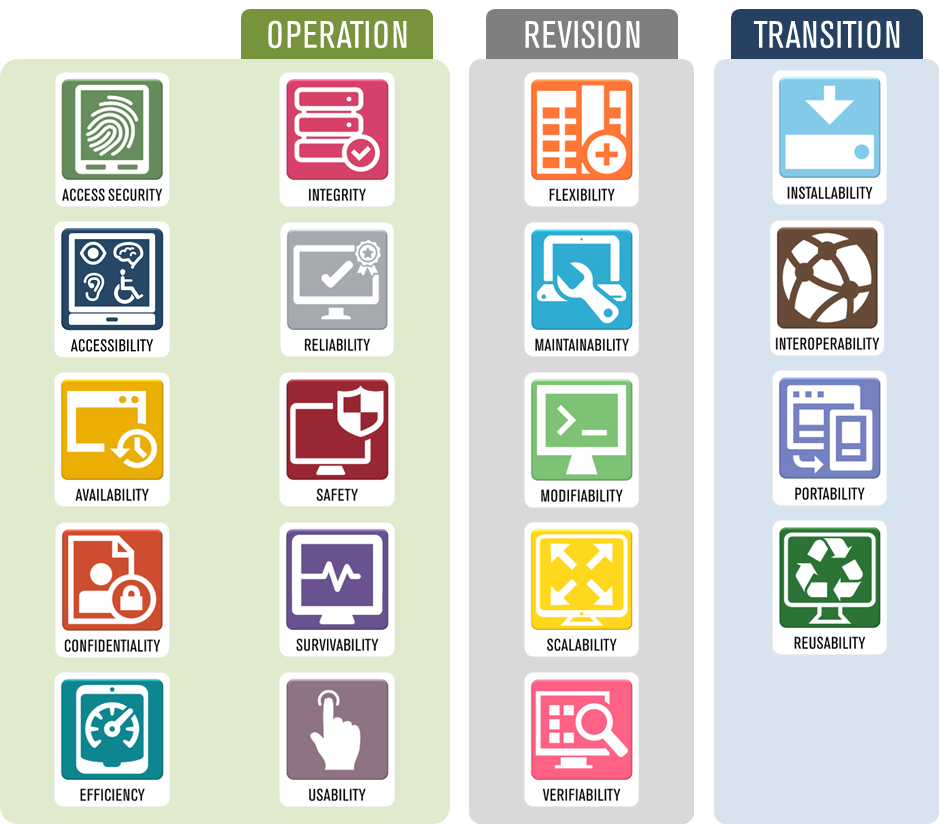 OPERATION
REVISION
TRANSITION
ACCESS SECURITY
INTEGRITY
FLEXIBILITY
INSTALLABILITY
ACCESSIBILITY
RELIABILITY
MAINTAINABILITY
INTEROPERABILITY
AVAILABILITY
SAFETY
MODIFIABILITY
PORTABILITY
CONFIDENTIALITY
SURVIVABILITY
SCALABILITY
REUSABILITY
EFFICIENCY
USABILITY
VERIFIABILITY